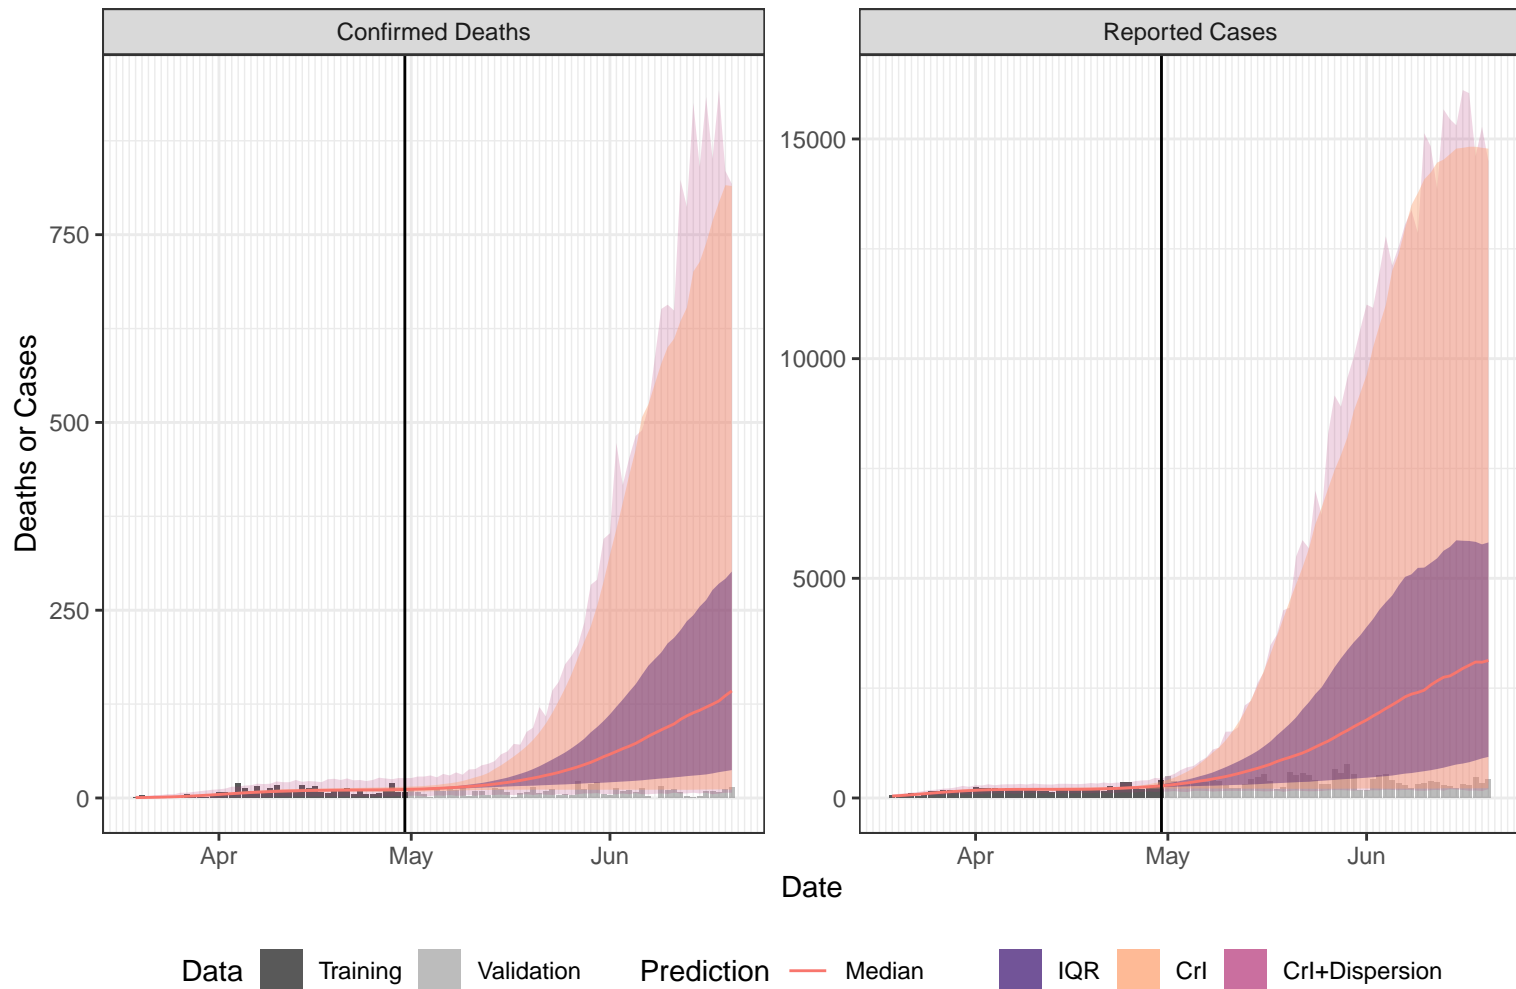 Confirmed Deaths
Reported Cases
Deaths or Cases
750
500
250
0
15000
10000
5000
0
Apr
May
Jun
Apr
May
Jun
Date
Data
Training
Validation
Prediction
Median
IQR
CrI
CrI+Dispersion